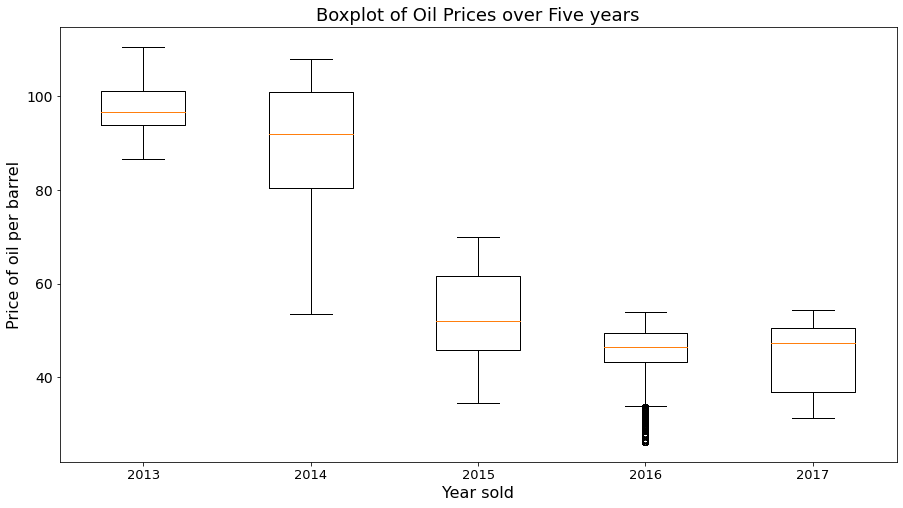 Boxplot of Oil Prices over Five years
Price of oil per barrel
100
80
60
40
2013 2014 2015 2016 2017
Year sold